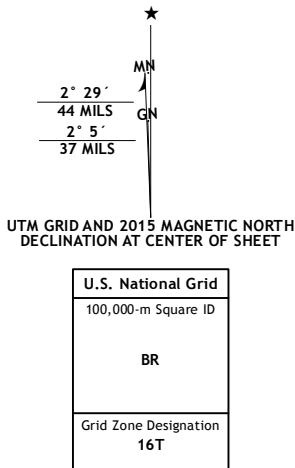 ★
MN
2° 29´
44 MILS
GN
2° 5´
37 MILS
UTM GRID AND 2015 MAGNETIC NORTH
DECLINATION AT CENTER OF SHEET
U.S. National Grid
100,000-m Square ID
BR
Grid Zone Designation
16T